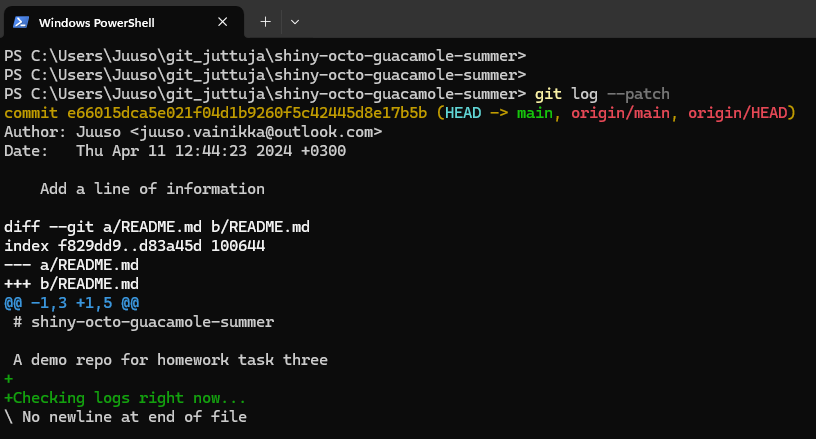 Windows PowerShell
PS C:\Users\Juuso\git_juttuja\shiny-octo-guacamole-summer>
PS C:\Users\Juuso\git_juttuja\shiny-octo-guacamole-summer>
PS C:\Users\Juuso\git_juttuja\shiny-octo-guacamole-summer> git log --patch
commit e66015dca5e021f04d1b9260f5c42445d8e17b5b (HEAD -> main, origin/main, origin/HEAD)
Author: Juuso <juuso.vainikka@outlook.com>
Date:   Thu Apr 11 12:44:23 2024 +0300
    Add a line of information
diff --git a/README.md b/README.md
index f829dd9..d83a45d 100644
--- a/README.md
+++ b/README.md
@@ -1,3 +1,5 @@
 # shiny-octo-guacamole-summer
 A demo repo for homework task three
+
+Checking logs right now...
\ No newline at end of file